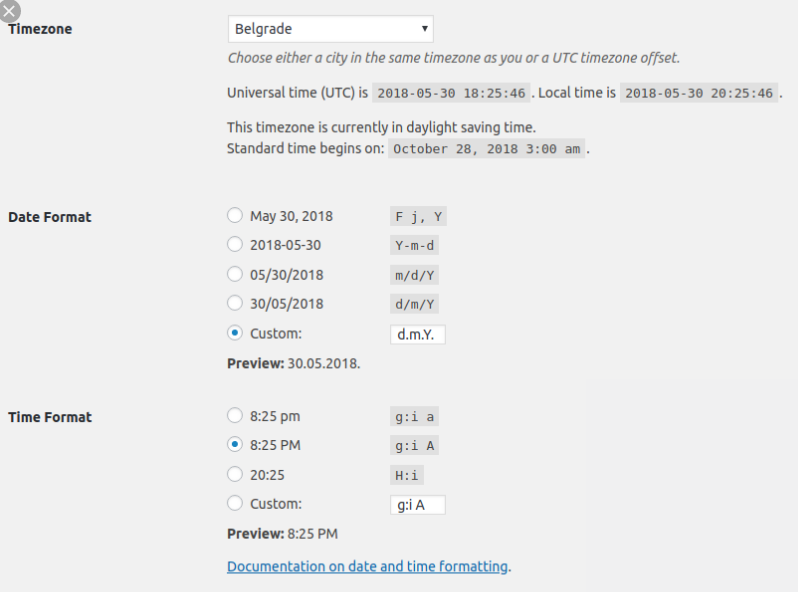 Timezone Belgrade
Choose either a city in the same timezone as you or a UTC timezone offset.
Universal time (UTC) is 2018-05-30 18:25:46 . Local time is 2018-05-30 20:25:46 .
This timezone is currently in daylight saving time.
Standard time begins on: October 28, 2018 3:00 am .
Date Format May 30, 2018 F j, Y
2018-05-30 Y-m-d
05/30/2018 m/d/Y
30/05/2018 d/m/Y
Custom: d.m.Y.
Preview: 30.05.2018.
Time Format 8:25 pm g:i a
8:25 PM g:i A
20:25 H:i
Custom: g:i A
Preview: 8:25 PM
Documentation on date and time formatting.